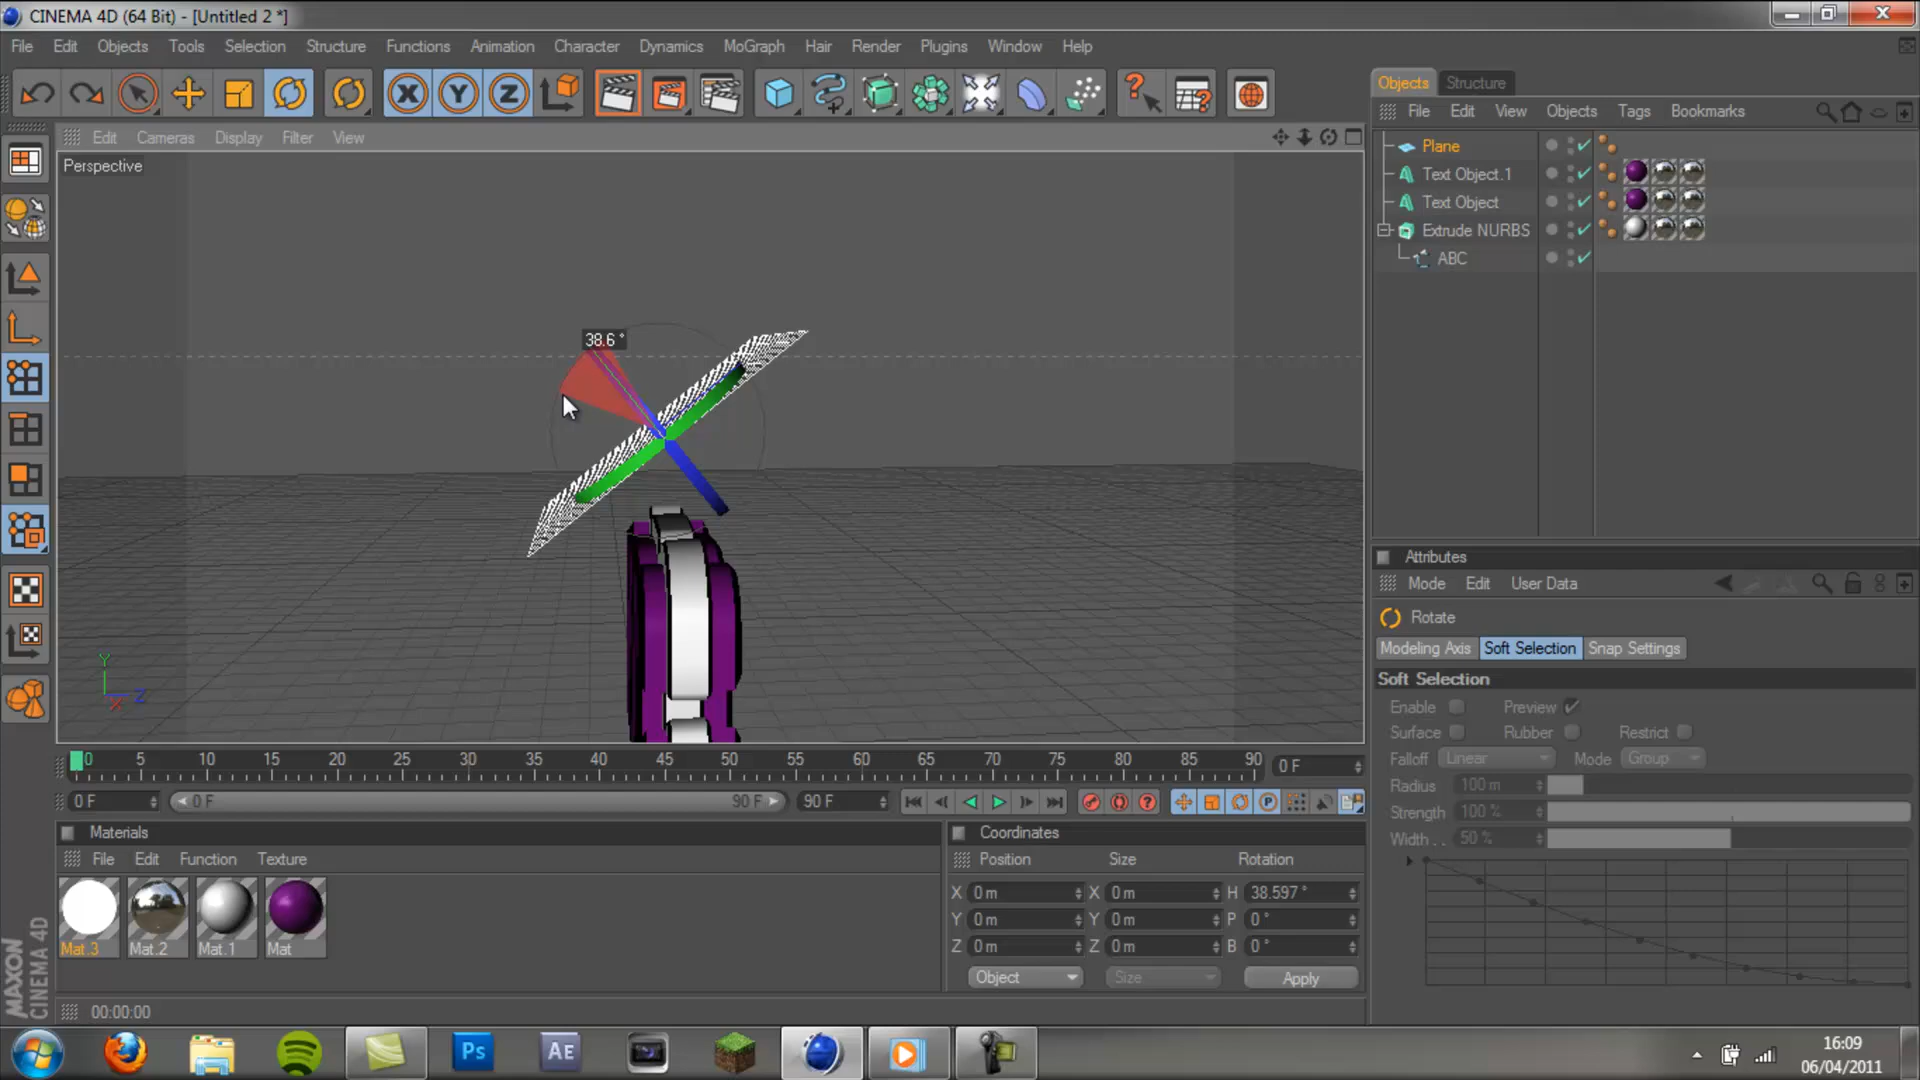 CINEMA 4D (64 Bit) - [Untitled 2 *]
File Edit Objects Tools Selection Structure Functions Animation Character Dynamics MoGraph Hair Render Plugins Window Help
Objects Structure
File Edit View Objects Tags Bookmarks
Edit Cameras Display Filter View
Perspective
Plane
Text Object.1
Text Object
Extrude NURBS
ABC
38.6 °
Y
Z
X
Attributes
Mode Edit User Data
Rotate
Modeling Axis Soft Selection Snap Settings
Soft Selection
Enable Preview
Surface Rubber Restrict
Falloff Linear Mode Group
Radius 100 m
Strength 100 %
Width . . 50 %
0 5 10 15 20 25 30 35 40 45 50 55 60 65 70 75 80 85 90 0 F
0 F 0 F 90 F 90 F
Materials
File Edit Function Texture
Mat.3 Mat.2 Mat.1 Mat
Coordinates
Position Size Rotation
X 0 m X 0 m H 38.597 °
Y 0 m Y 0 m P 0 °
Z 0 m Z 0 m B 0 °
Object Size Apply
MAXON CINEMA 4D
00:00:00
Ps AE
16:09
06/04/2011